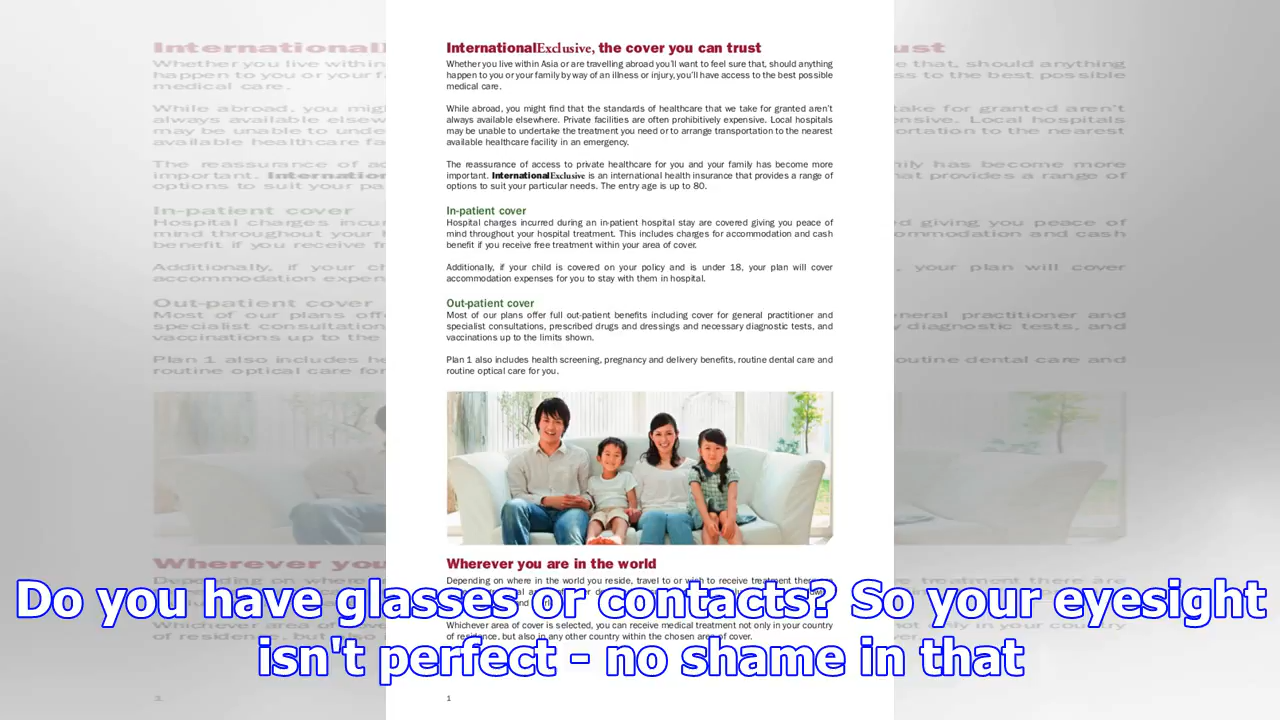 InternationalExclusive, the cover you can trust
Whether you live within Asia or are travelling abroad you'll want to feel sure that, should anything
happen to you or your family by way of an illness or injury, you'll have access to the best possible
medical care.
While abroad, you might find that the standards of healthcare that we take for granted aren't
always available elsewhere. Private facilities are often prohibitively expensive. Local hospitals
may be unable to undertake the treatment you need or to arrange transportation to the nearest
available healthcare facility in an emergency.
The reassurance of access to private healthcare for you and your family has become more
important. InternationalExclusive is an international health insurance that provides a range of
options to suit your particular needs. The entry age is up to 80.
In-patient cover
Hospital charges incurred during an in-patient hospital stay are covered giving you peace of
mind throughout your hospital treatment. This includes charges for accommodation and cash
benefit if you receive free treatment within your area of cover.
Additionally, if your child is covered on your policy and is under 18, your plan will cover
accommodation expenses for you to stay with them in hospital.
Out-patient cover
Most of our plans offer full out-patient benefits including cover for general practitioner and
specialist consultations, prescribed drugs and dressings and necessary diagnostic tests, and
vaccinations up to the limits shown.
Plan 1 also includes health screening, pregnancy and delivery benefits, routine dental care and
routine optical care for you.
Wherever you are in the world
Depending on where in the world you reside, travel to or wish to receive treatment
Whichever area of cover is selected, you can receive medical treatment not only in your country
of residence, but also in any other country within the chosen area of cover.
Do you have glasses or contacts? So your eyesight
isn't perfect - no shame in that
1